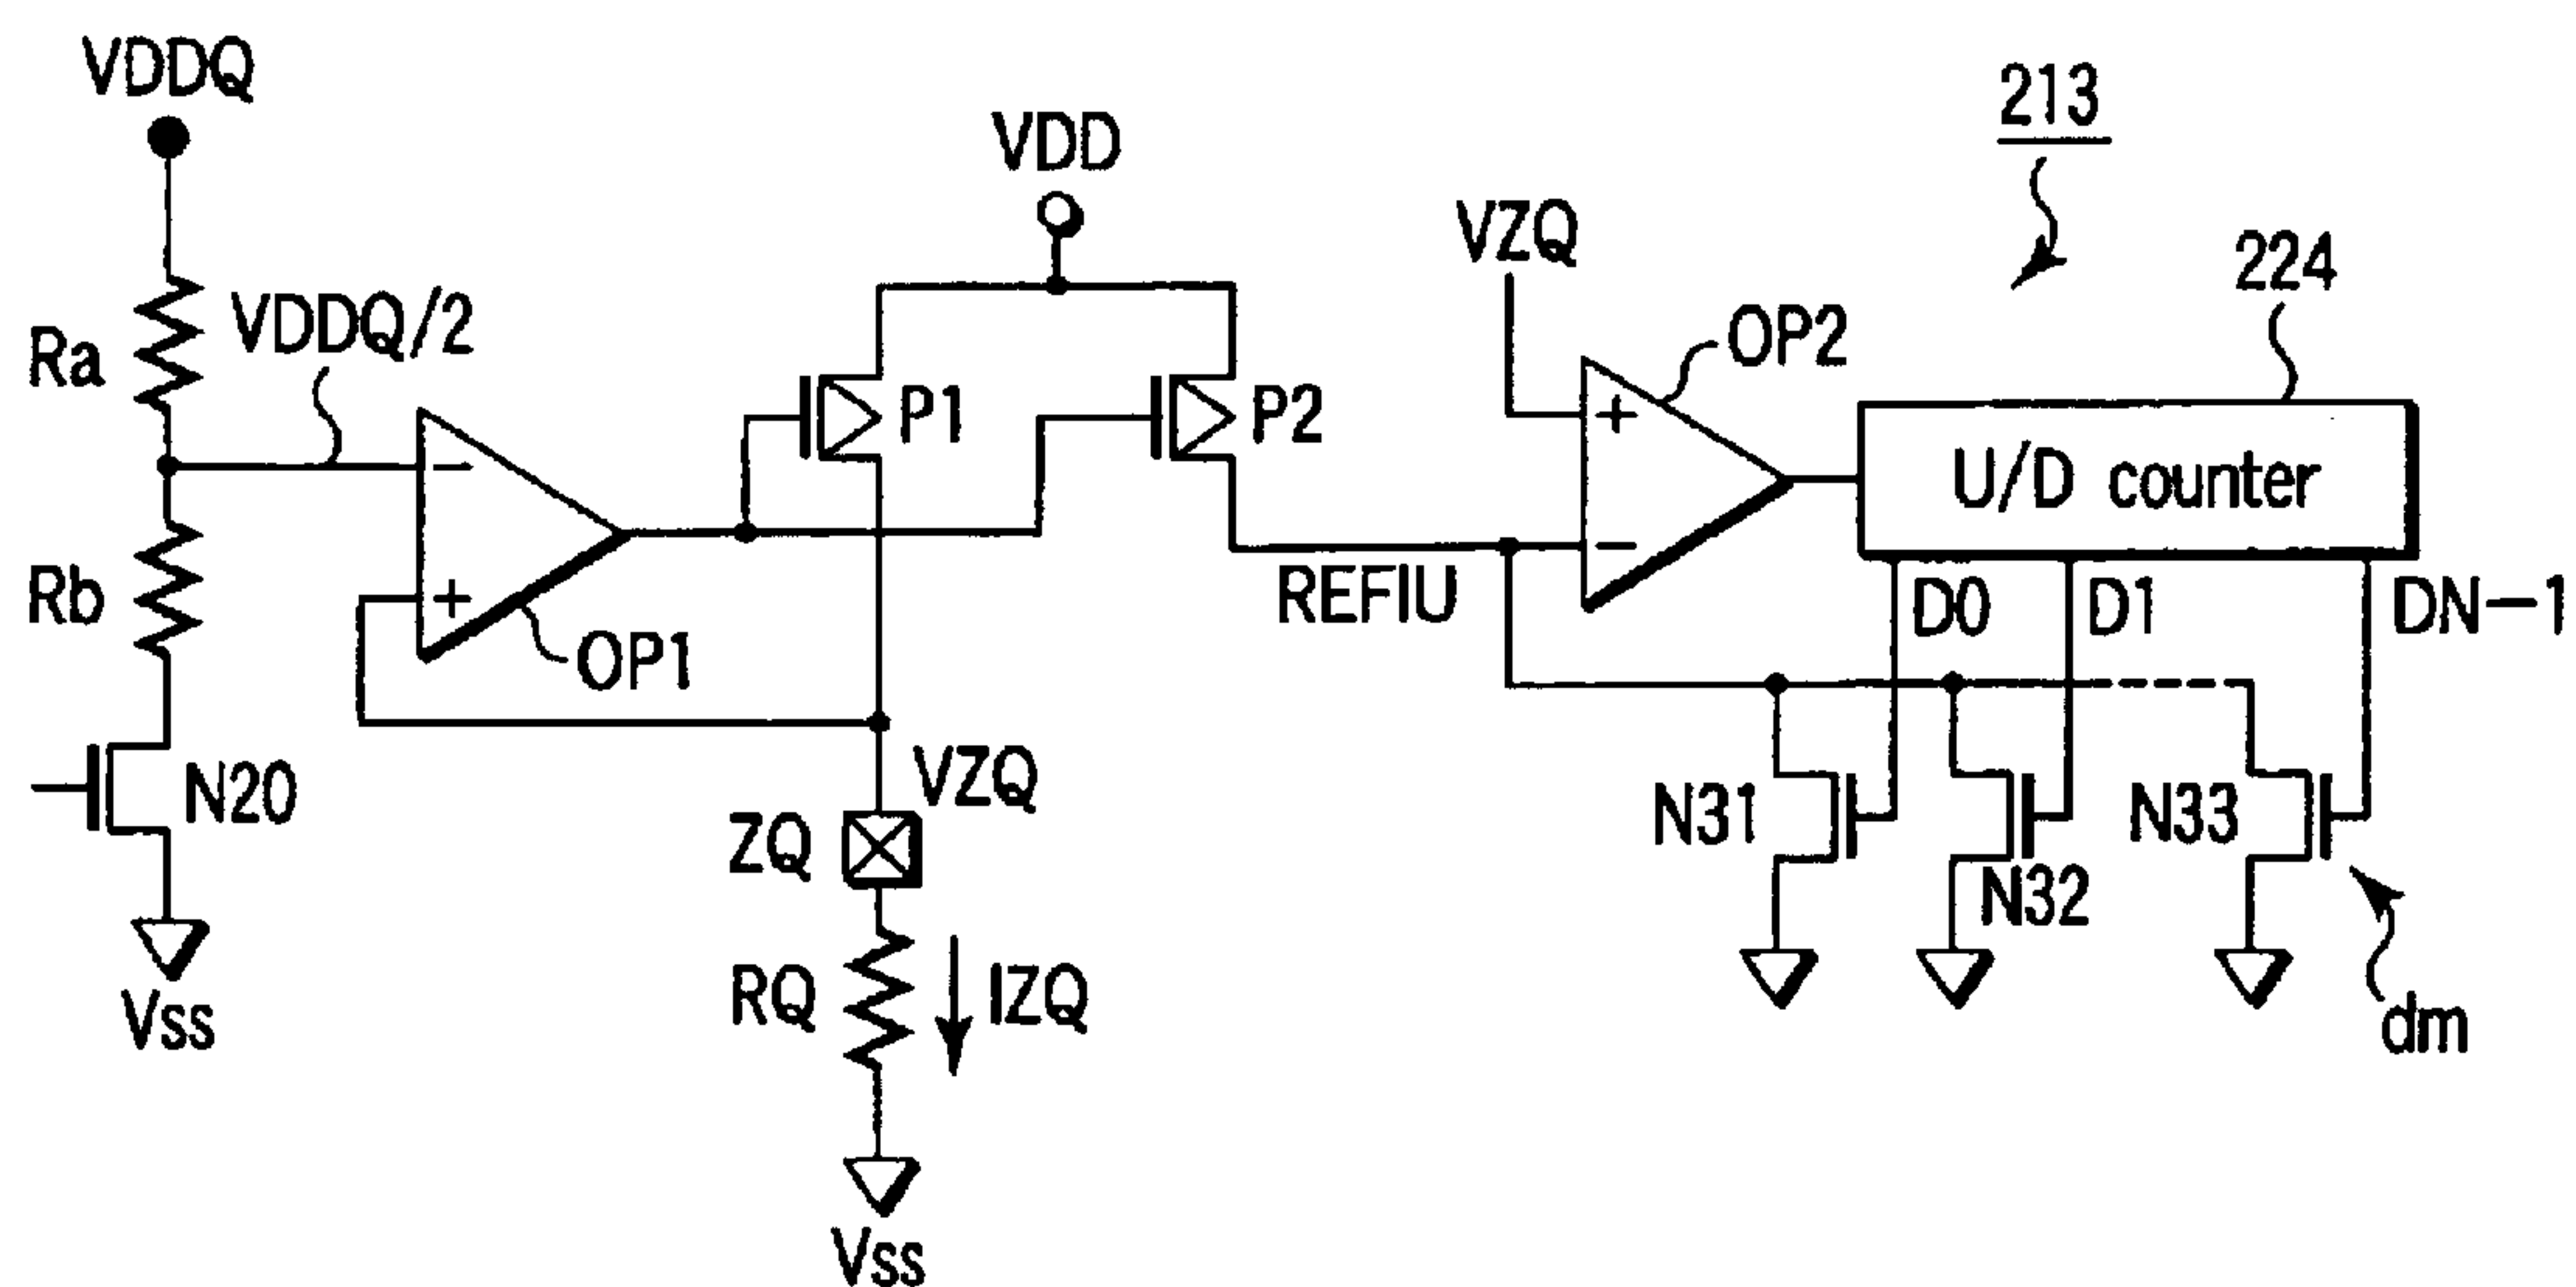 VDDQ
VDD
213
VZQ
224
Ra
VDDQ/2
OP2
−
P1
P2
+
U/D counter
Rb
+
OP1
REFIU
−
D0
D1
DN−1
N20
VZQ
ZQ
N31
N32
N33
Vss
RQ
IZQ
dm
Vss